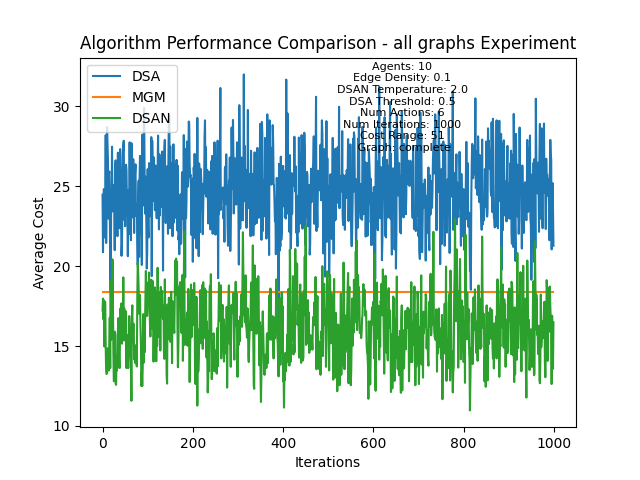 Algorithm Performance Comparison - all graphs Experiment
Agents: 10
Edge Density: 0.1
DSAN Temperature: 2.0
DSA Threshold: 0.5
Num Actions: 6
Num Iterations: 1000
Cost Range: 51
Graph: complete
DSA
MGM
DSAN
Average Cost
30
25
20
15
10
0
200
400
600
800
1000
Iterations